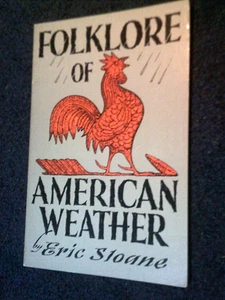 FOLKLORE
OF
AMERICAN
WEATHER
by Eric Sloane